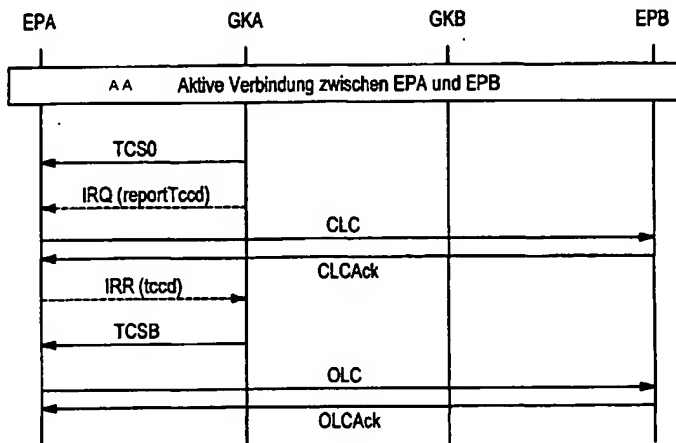 EPA GKA GKB EPB
AA Aktive Verbindung zwischen EPA und EPB
TCS0
IRQ (reportTccd)
CLC
CLCAck
IRR (tccd)
TCSB
OLC
OLCAck